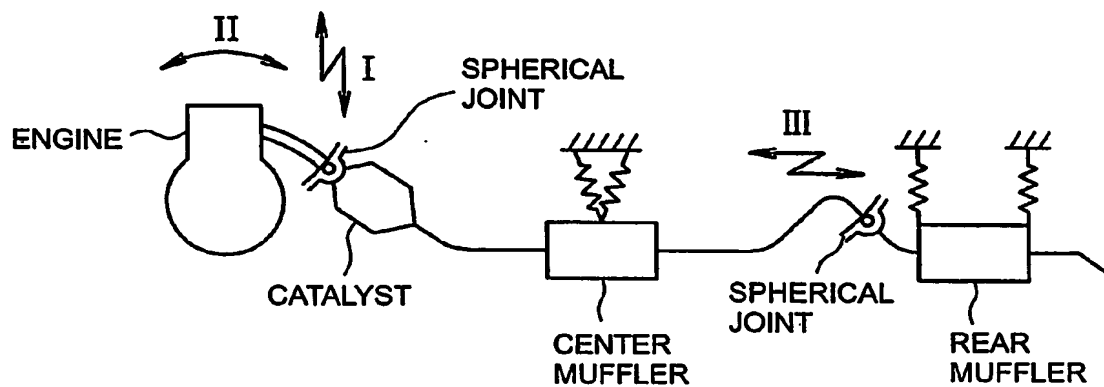 II
I
SPHERICAL
JOINT
ENGINE
III
CATALYST
CENTER
MUFFLER
SPHERICAL
JOINT
REAR
MUFFLER